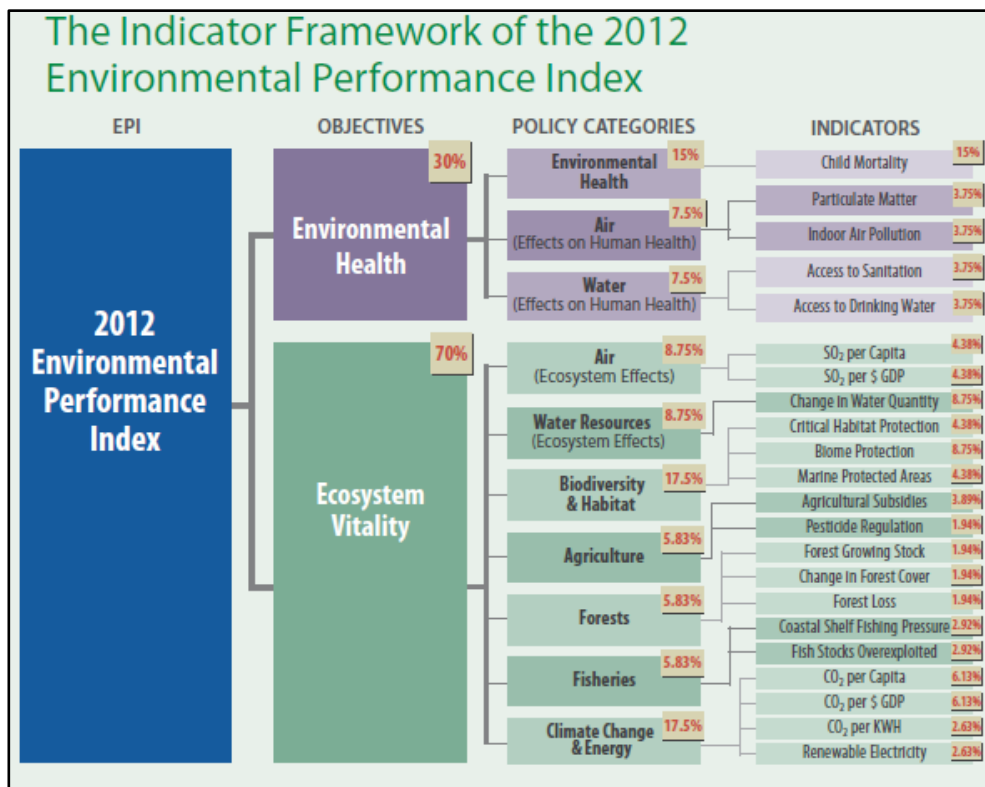 The Indicator Framework of the 2012
Environmental Performance Index
EPI
OBJECTIVES
POLICY CATEGORIES
INDICATORS
2012
Environmental
Performance
Index
30%
Environmental
Health
70%
Ecosystem
Vitality
Environmental
Health
15%
Air
(Effects on Human Health)
7.5%
Water
(Effects on Human Health)
7.5%
Air
(Ecosystem Effects)
8.75%
Water Resources
(Ecosystem Effects)
8.75%
Biodiversity
& Habitat
17.5%
Agriculture
5.83%
Forests
5.83%
Fisheries
5.83%
Climate Change
& Energy
17.5%
Child Mortality 15%
Particulate Matter 3.75%
Indoor Air Pollution 3.75%
Access to Sanitation 3.75%
Access to Drinking Water 3.75%
SO₂ per Capita 4.38%
SO₂ per $ GDP 4.38%
Change in Water Quantity 8.75%
Critical Habitat Protection 4.38%
Biome Protection 8.75%
Marine Protected Areas 4.38%
Agricultural Subsidies 3.89%
Pesticide Regulation 1.94%
Forest Growing Stock 1.94%
Change in Forest Cover 1.94%
Forest Loss 1.94%
Coastal Shelf Fishing Pressure 2.92%
Fish Stocks Overexploited 2.92%
CO₂ per Capita 6.13%
CO₂ per $ GDP 6.13%
CO₂ per KWH 2.63%
Renewable Electricity 2.63%